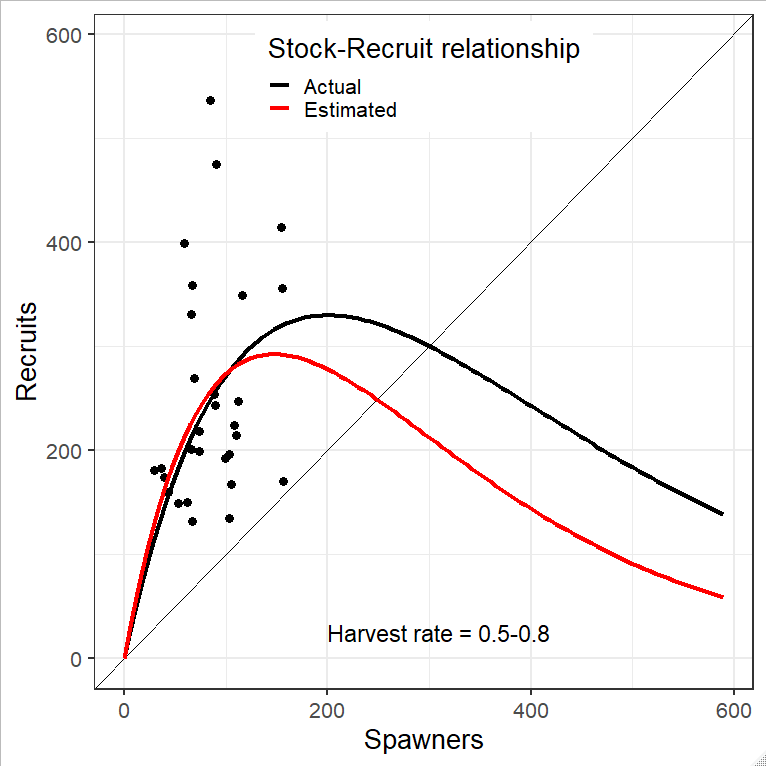 Stock-Recruit relationship
Actual
Estimated
600
400
200
0
Recruits
Harvest rate = 0.5-0.8
0 200 400 600
Spawners